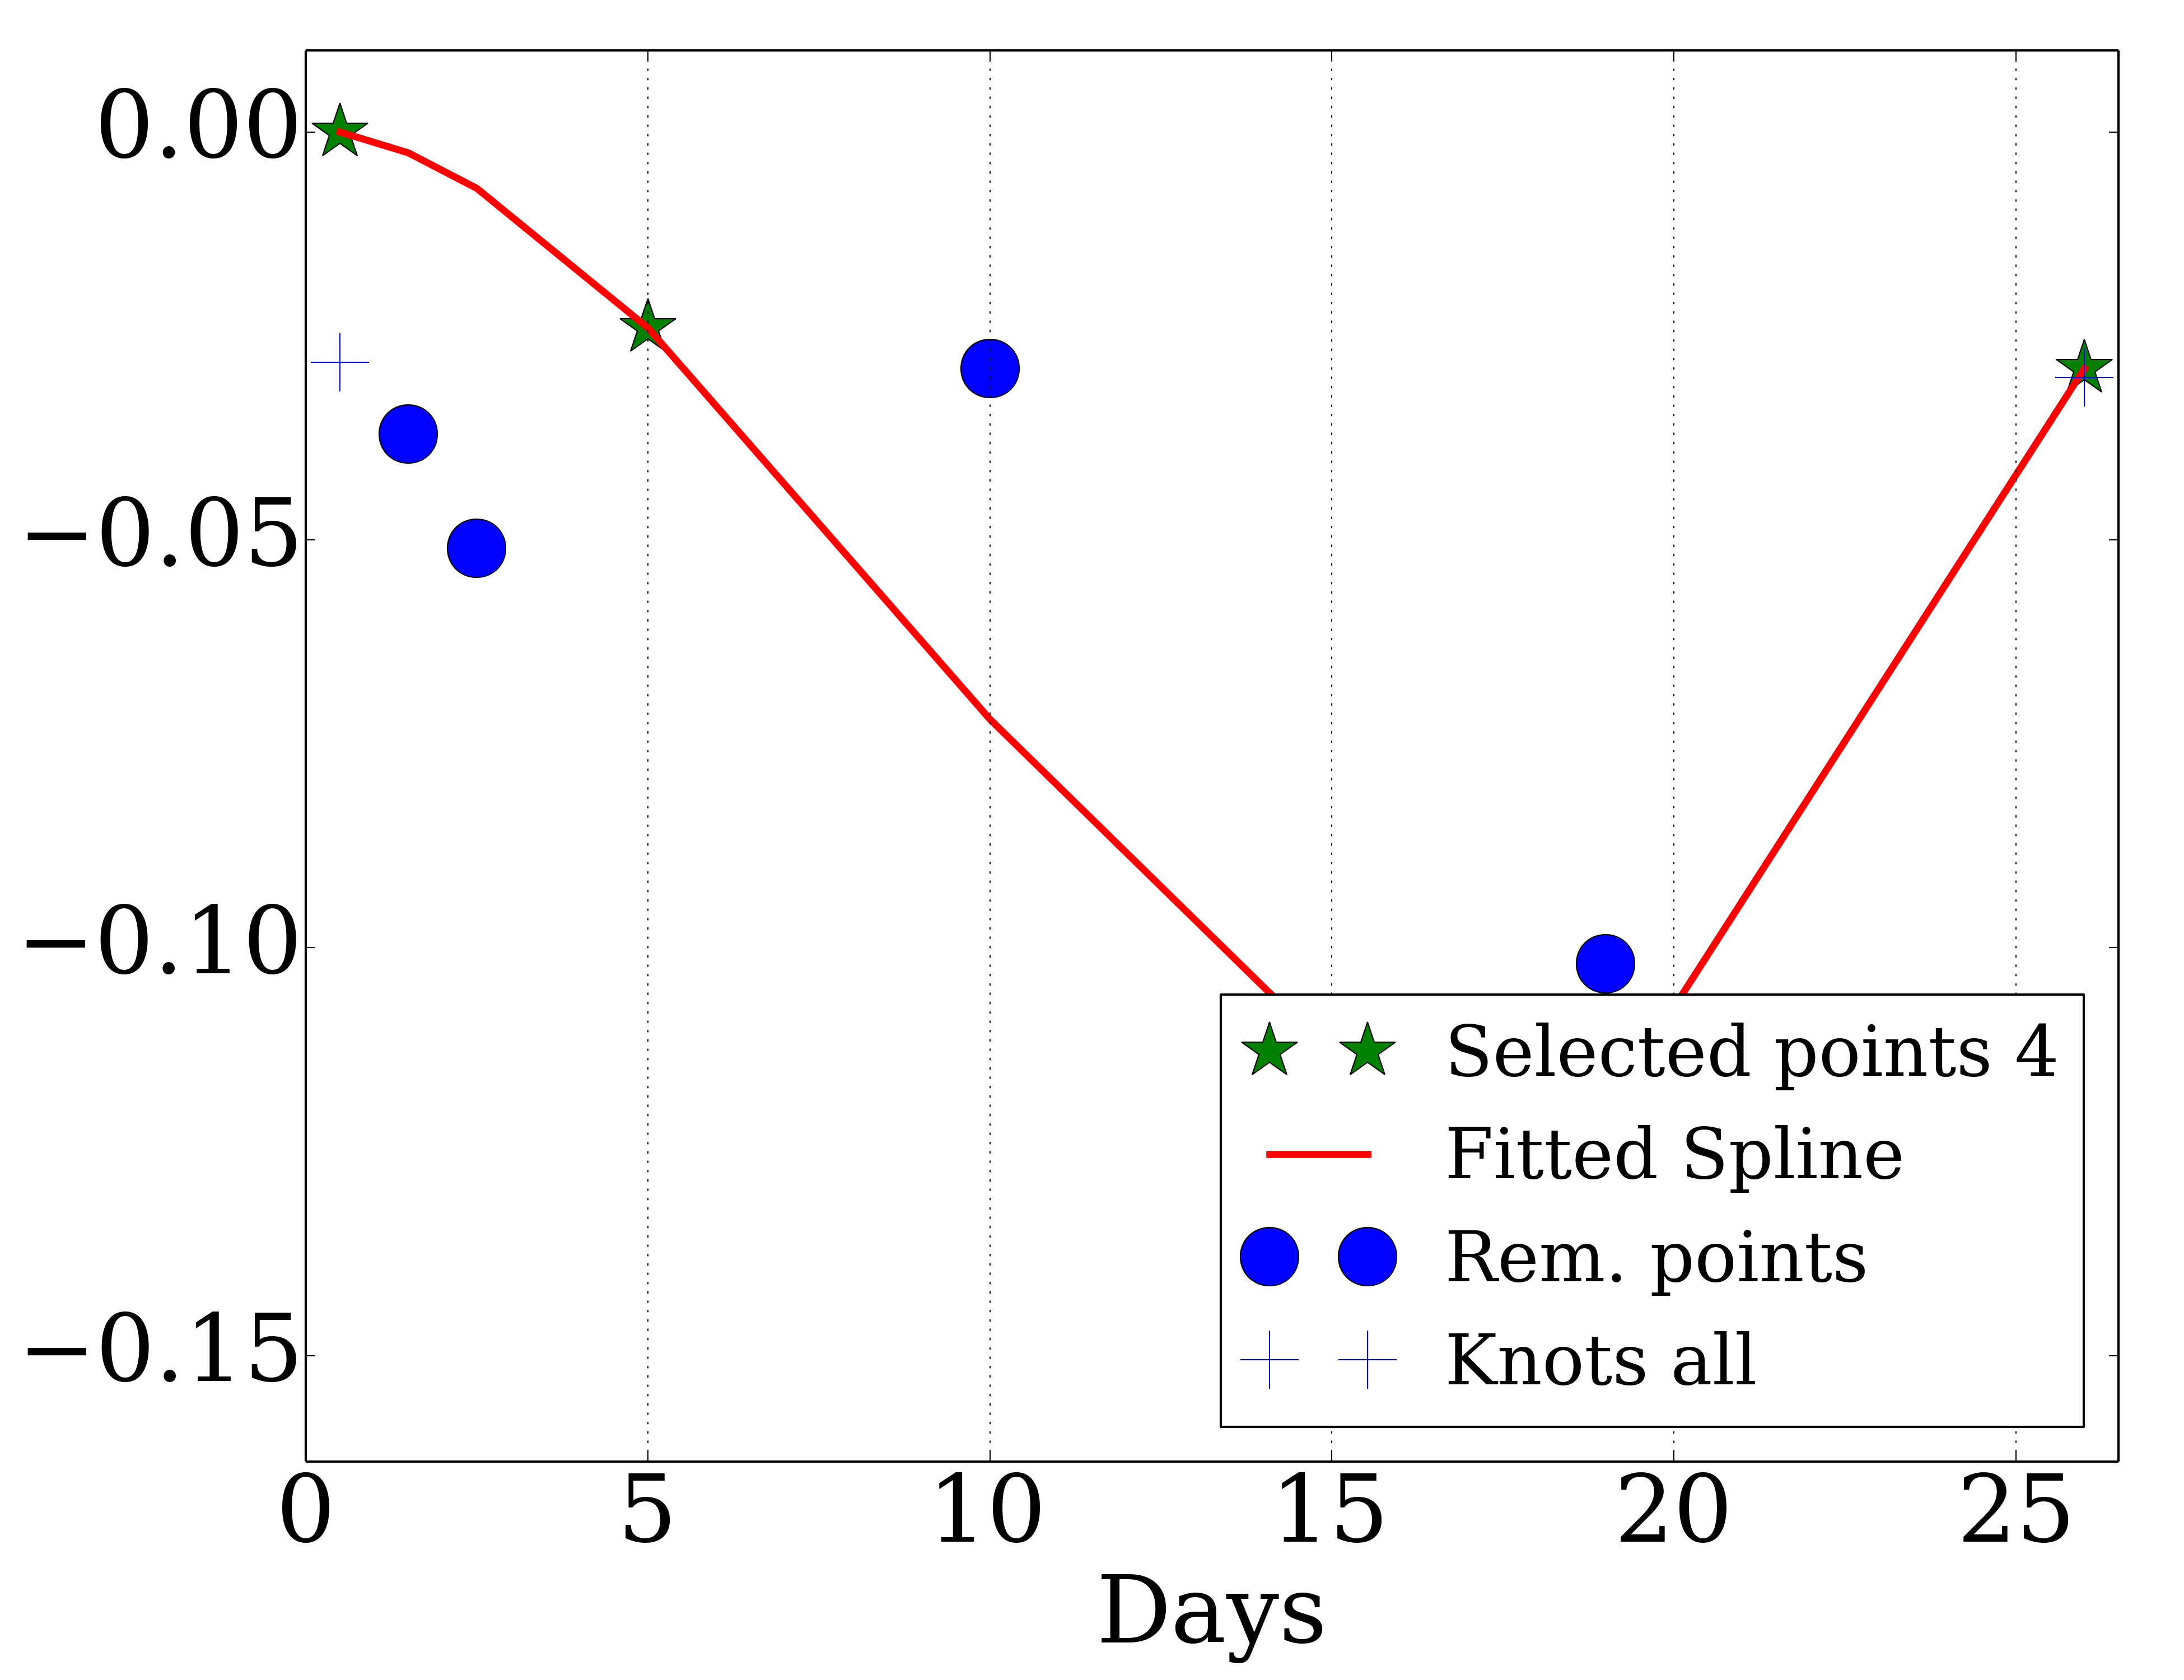 0.00
−0.05
−0.10
−0.15
Selected points 4
Fitted Spline
Rem. points
Knots all
0 5 10 15 20 25
Days